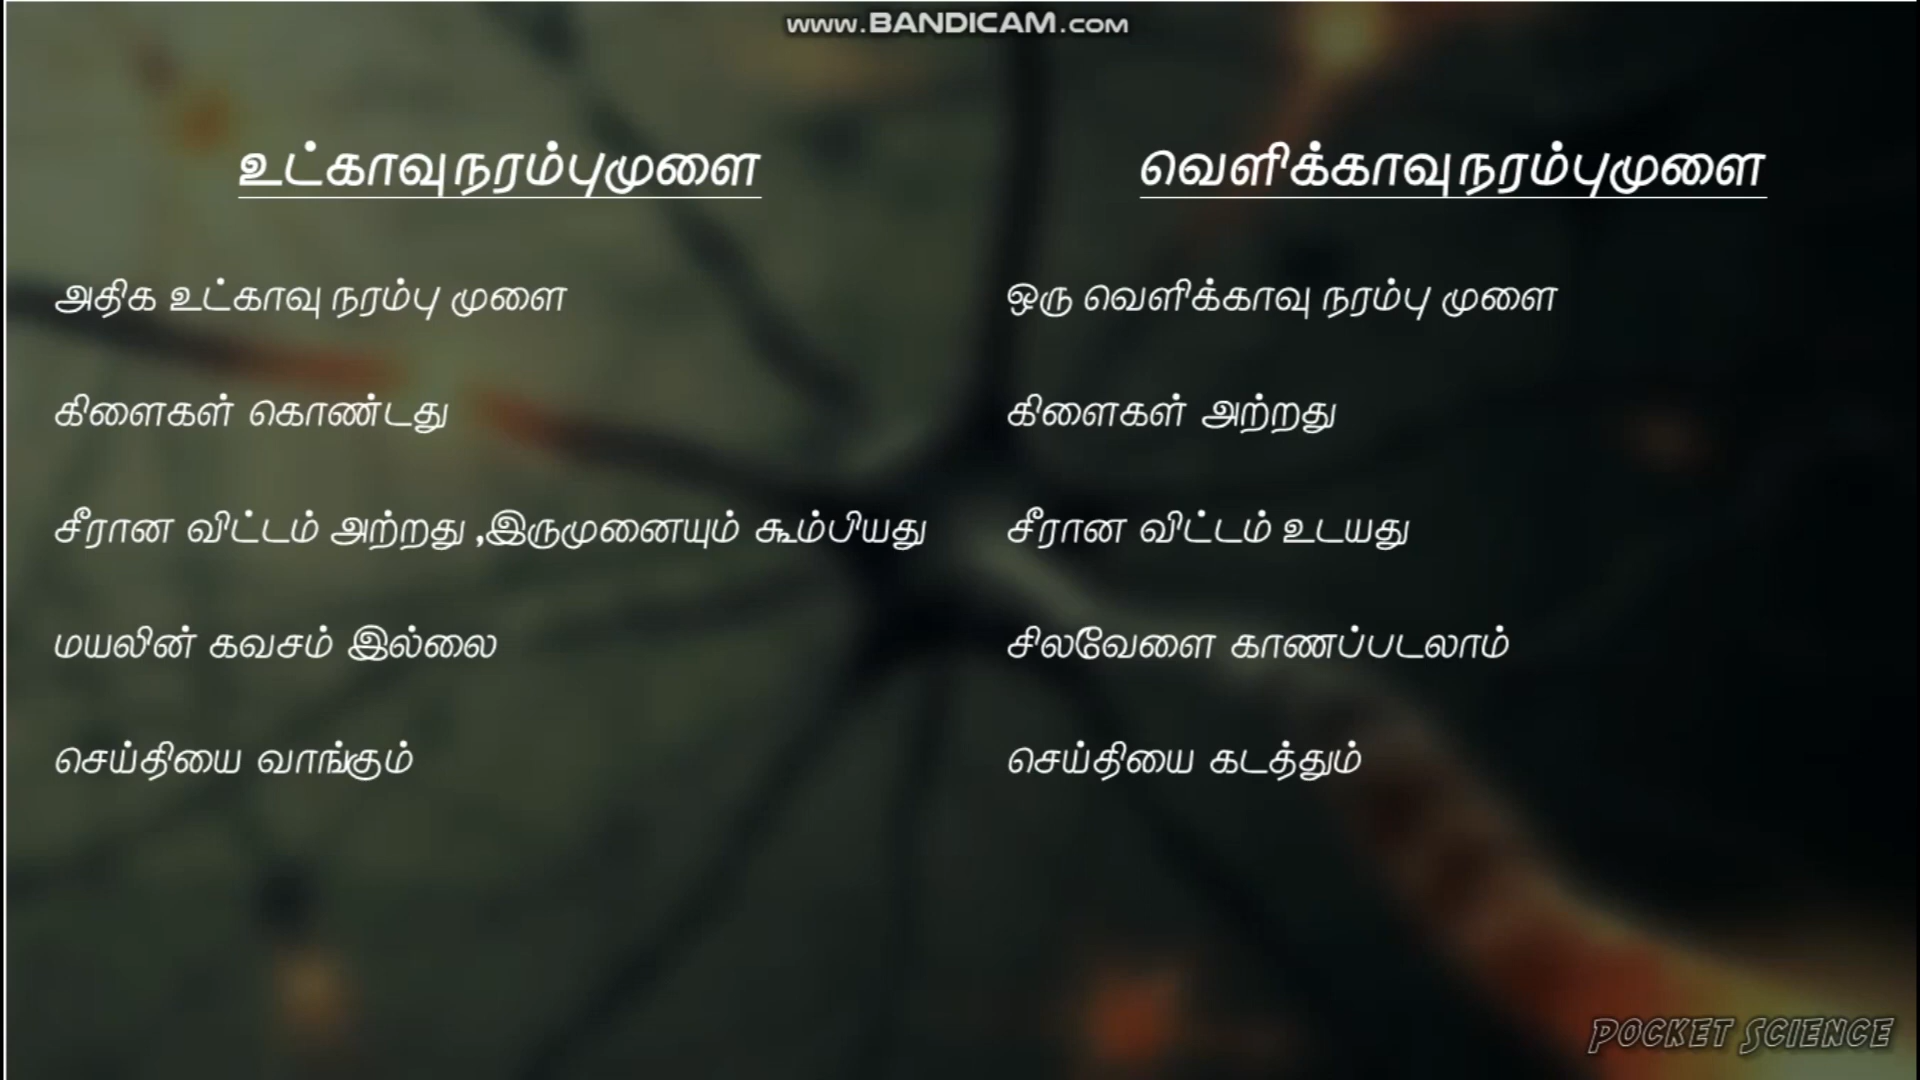 www.BANDICAM.com
உட்காவுநரம்புமுளை
வெளிக்காவுநரம்புமுளை
அதிக உட்காவு நரம்பு முளை
ஒரு வெளிக்காவு நரம்பு முளை
கிளைகள் கொண்டது
கிளைகள் அற்றது
சீரான விட்டம் அற்றது ,இருமுனையும் கூம்பியது
சீரான விட்டம் உடயது
மயலின் கவசம் இல்லை
சிலவேளை காணப்படலாம்
செய்தியை வாங்கும்
செய்தியை கடத்தும்
POCKET SCIENCE